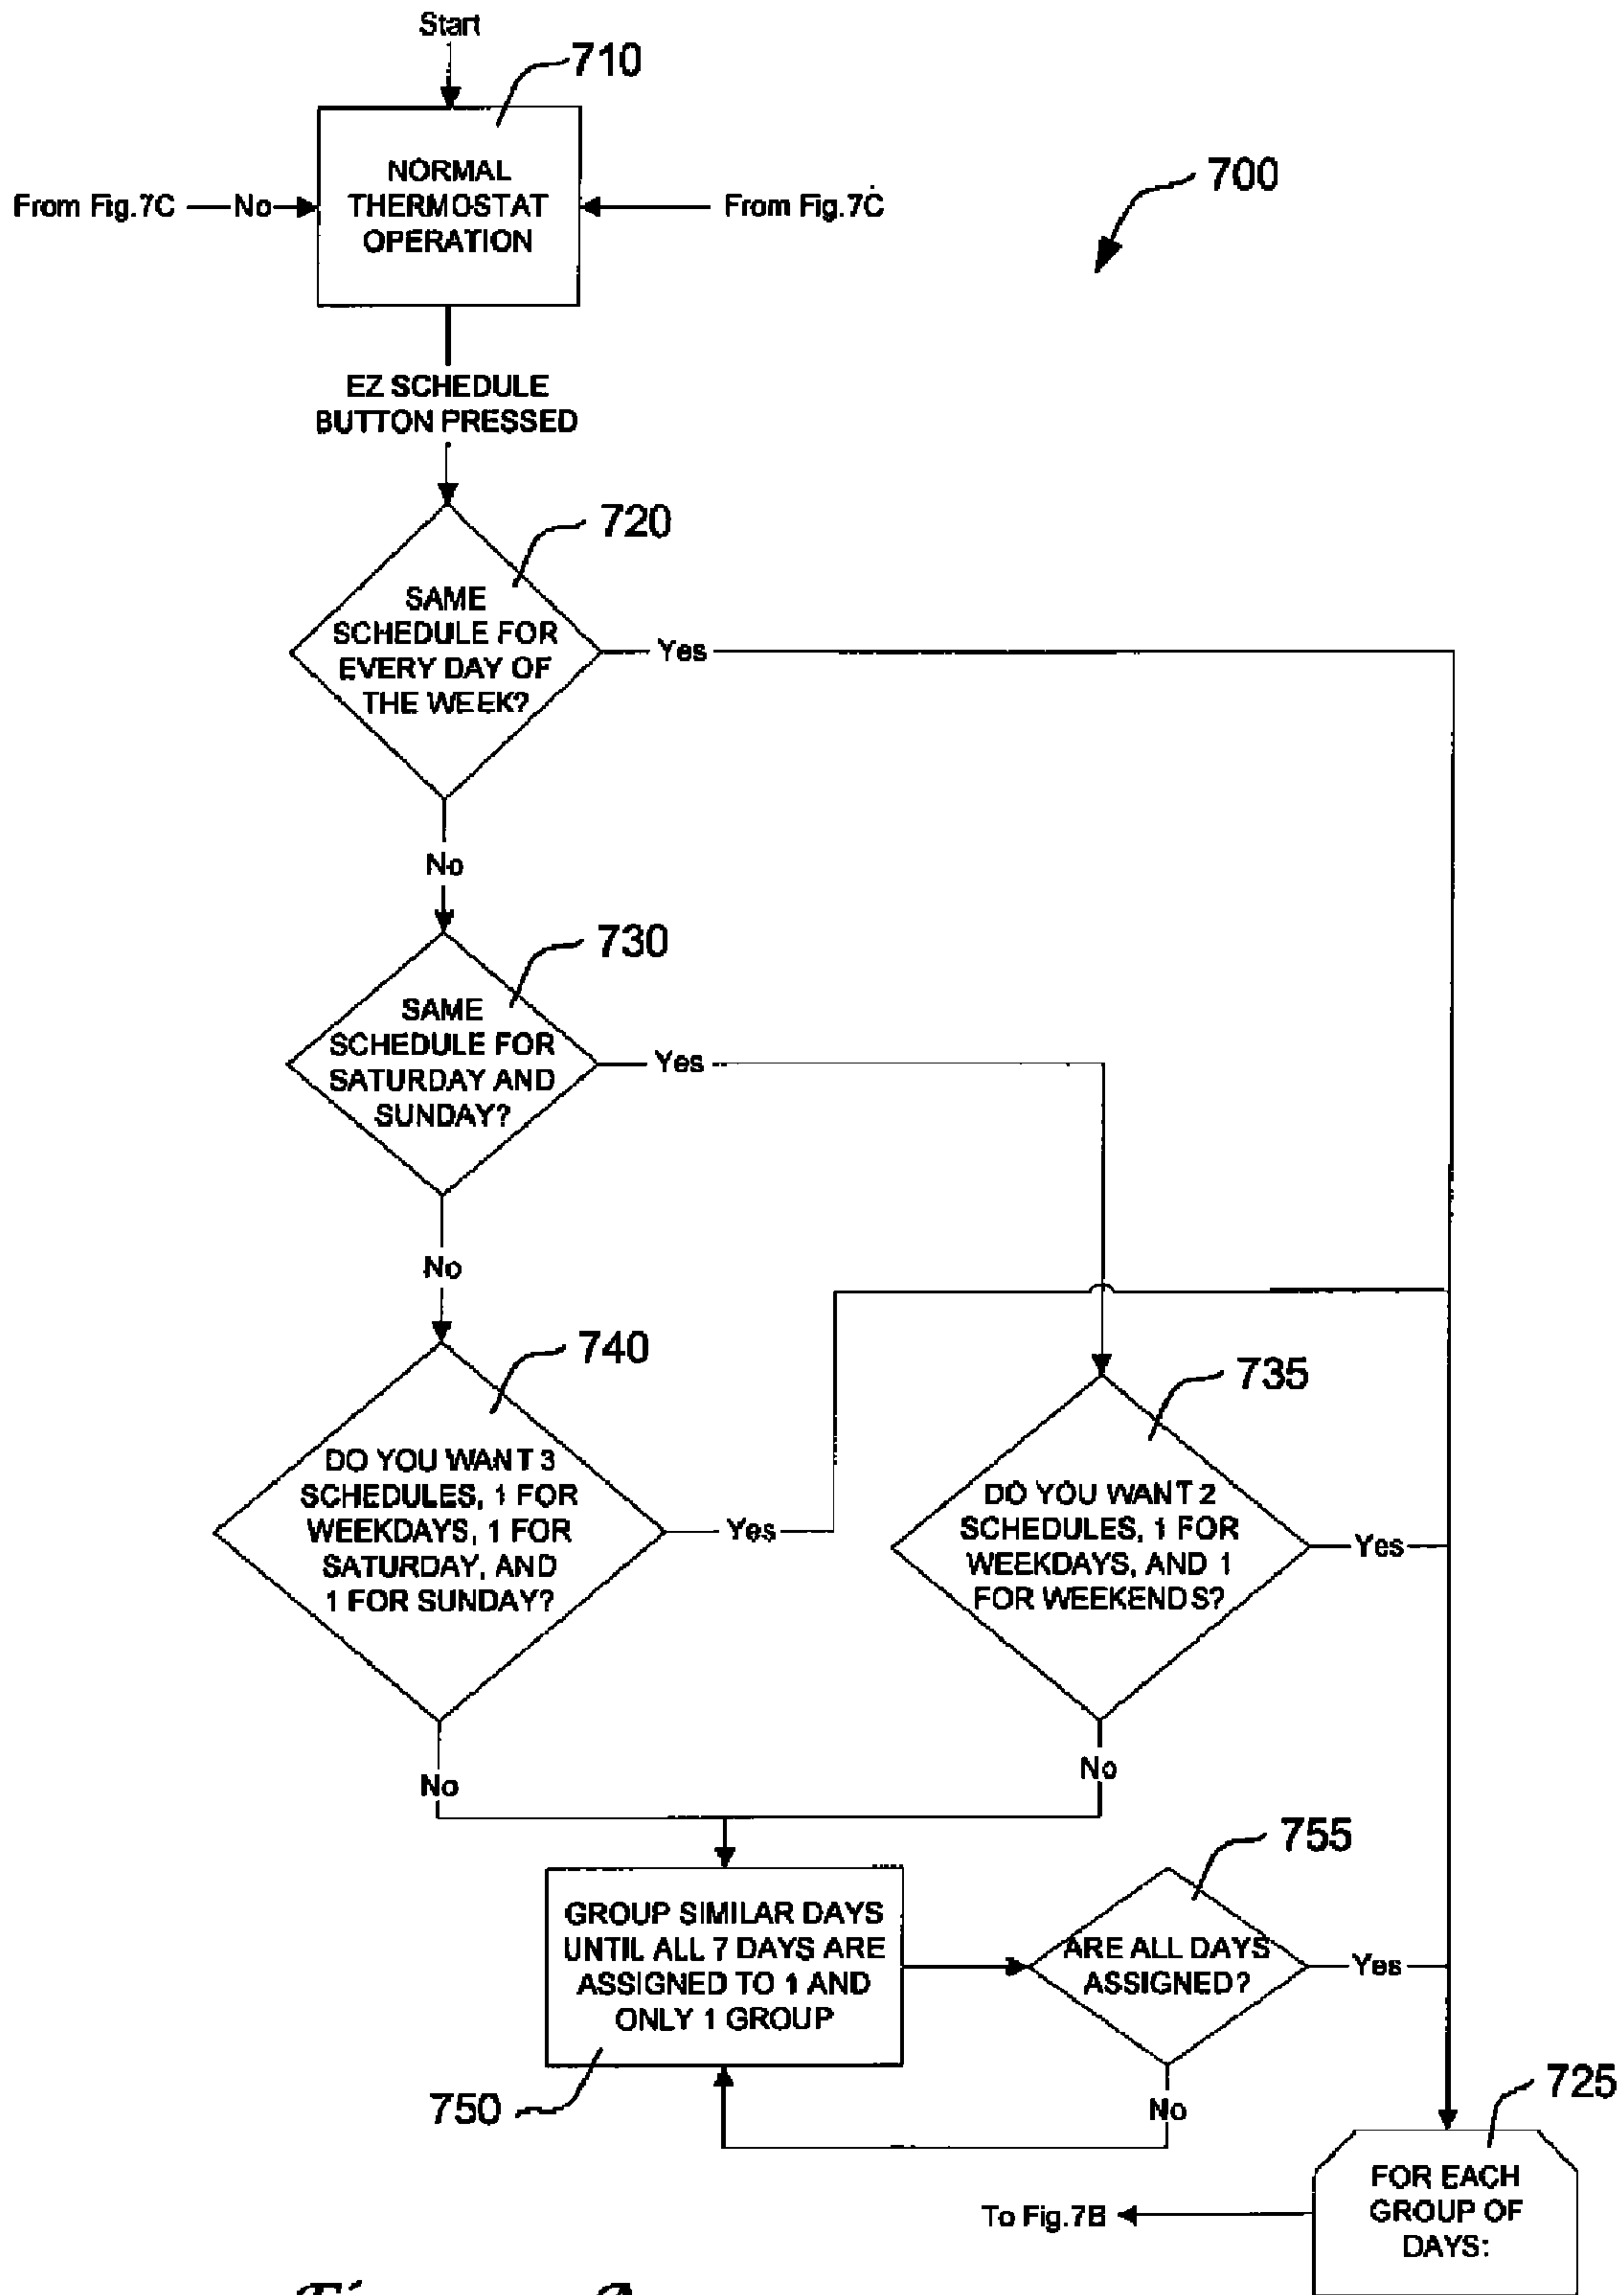 Start
710
NORMAL
THERMOSTAT
OPERATION
From Fig.7C
No
From Fig.7C
700
EZ SCHEDULE
BUTTON PRESSED
720
SAME
SCHEDULE FOR
EVERY DAY OF
THE WEEK?
Yes
No
730
SAME
SCHEDULE FOR
SATURDAY AND
SUNDAY?
Yes
No
740
DO YOU WANT 3
SCHEDULES, 1 FOR
WEEKDAYS, 1 FOR
SATURDAY, AND
1 FOR SUNDAY?
Yes
No
735
DO YOU WANT 2
SCHEDULES, 1 FOR
WEEKDAYS, AND 1
FOR WEEKENDS?
Yes
No
GROUP SIMILAR DAYS
UNTIL ALL 7 DAYS ARE
ASSIGNED TO 1 AND
ONLY 1 GROUP
750
755
ARE ALL DAYS
ASSIGNED?
Yes
No
725
FOR EACH
GROUP OF
DAYS:
To Fig.7B